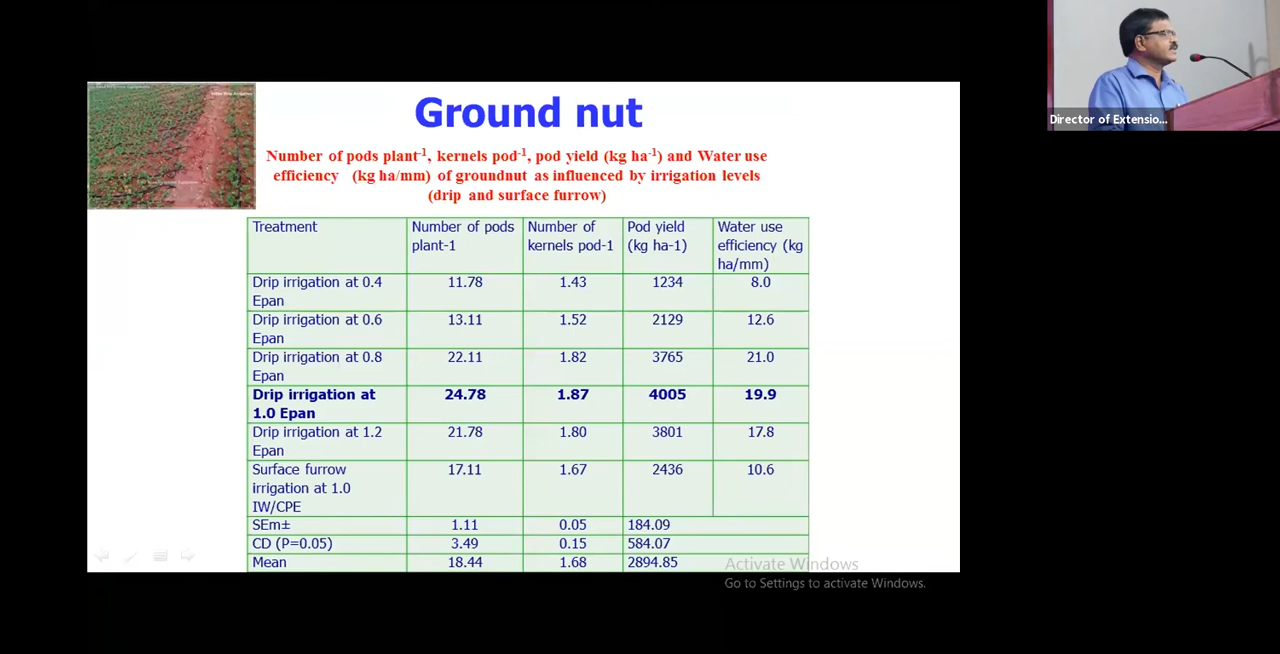 Director of Extensio...
Ground nut
Number of pods plant-1, kernels pod-1, pod yield (kg ha-1) and Water use
efficiency (kg ha/mm) of groundnut as influenced by irrigation levels
(drip and surface furrow)
Treatment Number of pods plant-1 Number of kernels pod-1 Pod yield (kg ha-1) Water use efficiency (kg ha/mm)
Drip irrigation at 0.4 Epan 11.78 1.43 1234 8.0
Drip irrigation at 0.6 Epan 13.11 1.52 2129 12.6
Drip irrigation at 0.8 Epan 22.11 1.82 3765 21.0
Drip irrigation at 1.0 Epan 24.78 1.87 4005 19.9
Drip irrigation at 1.2 Epan 21.78 1.80 3801 17.8
Surface furrow irrigation at 1.0 IW/CPE 17.11 1.67 2436 10.6
SEm± 1.11 0.05 184.09
CD (P=0.05) 3.49 0.15 584.07
Mean 18.44 1.68 2894.85
Activate Windows
Go to Settings to activate Windows.